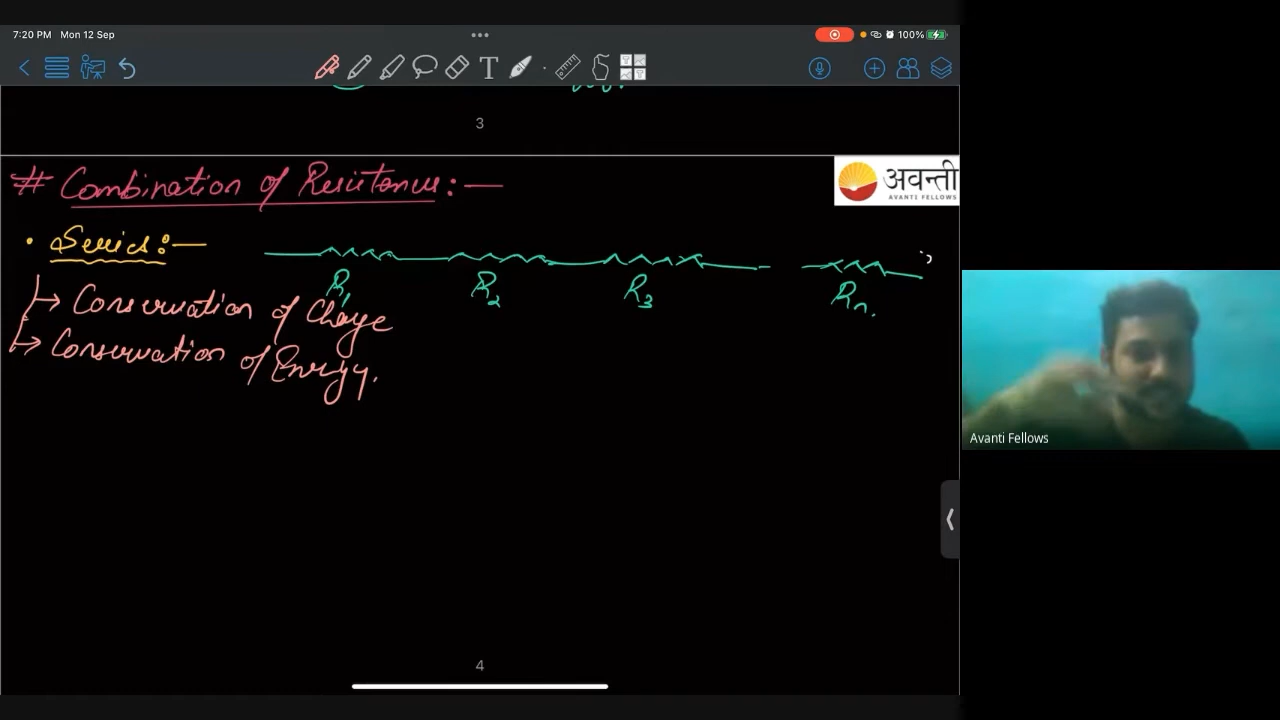 7:20 PM Mon 12 Sep
100%
T
3
# Combination of Resistance:—
अवन्ती
AVANTI FELLOWS
• Series:—
R1 R2 R3 Rn.
↳ Conservation of Charge
↳ Conservation of Energy.
Avanti Fellows
4